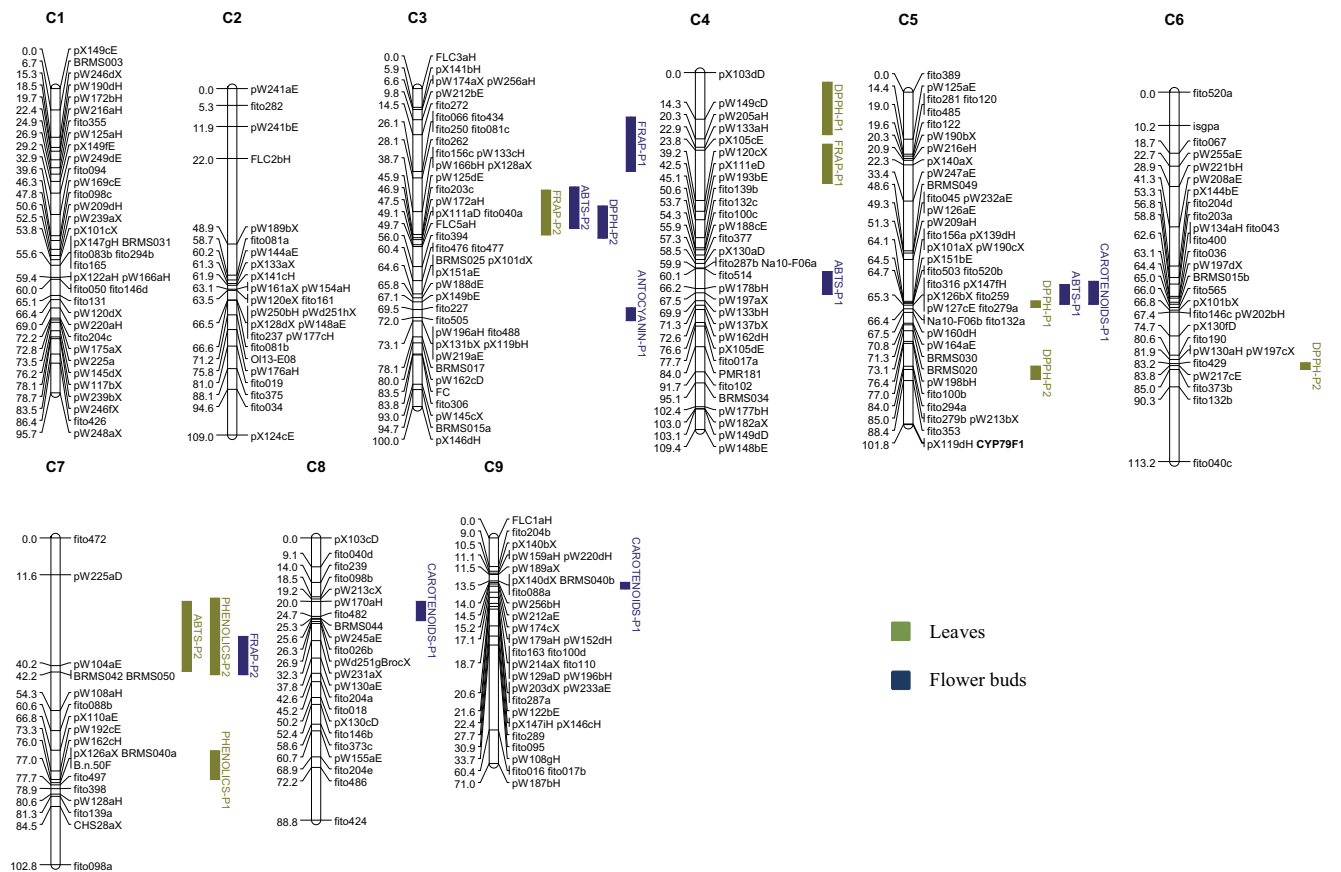 C1
0.0 pX149cE
6.7 BRMS003
15.3 pW246dX
18.5 pW190dH
19.7 pW172bH
22.4 pW216aH
24.9 fito355
26.9 pW125aH
29.2 pX149fE
32.9 pW249dE
39.6 fito094
46.3 pW169cE
47.8 fito098c
50.6 pW209dH
52.5 pW239aX
53.8 pW101cX
pX147gH BRMS031
55.6 fito083b fito294b
fito165
59.4 pX122aH pW166aH
60.0 fito050 fito146d
65.1 fito131
66.4 pW120dX
69.0 pW220aH
72.2 fito204c
72.8 pW175aX
73.5 pW225a
76.2 pW145dX
78.1 pW117bX
78.7 pW239bX
83.5 pW246fX
86.4 fito426
95.7 pW248aX
C2
0.0 pW241aE
5.3 fito282
11.9 pW241bE
22.0 FLC2bH
48.9 pW189bX
58.7 fito081a
60.2 pW144aE
61.3 pX133aX
61.9 pX141cH
63.1 pW161aX pW154aH
63.5 pW120eX fito161
pW250bH pWd251hX
66.5 pX128dX pW148aE
fito237 pW177cH
66.6 fito081b
71.2 Ol13-E08
75.8 pW176aH
81.0 fito019
88.1 fito375
94.6 fito034
109.0 pX124cE
C3
0.0 FLC3aH
5.9 pX141bH
6.6 pW174aX pW256aH
9.8 pW212bE
14.5 fito272
fito066 fito434
26.1 fito250 fito081c
28.1 fito262
fito156c pW133cH
38.7 pW166bH pX128aX
45.9 pW125dE
46.9 fito203c
47.5 pW172aH
49.1 pX111aD fito040a
49.7 FLC5aH
56.0 fito394
60.4 fito476 fito477
BRMS025 pX101dX
64.6 pX151aE
65.8 pW188dE
67.1 pX149bE
69.5 fito227
72.0 fito505
pW196aH fito488
73.1 pX131bX pX119bH
pW219aE
78.1 BRMS017
80.0 pW162cD
83.5 FC
83.8 fito306
93.0 pW145cX
94.7 BRMS015a
100.0 pX146dH
FRAP-P2
ABTS-P2
DPPH-P2
FRAP-P1
ANTOCYANIN-P1
C4
0.0 pX103dD
14.3 pW149cD
20.3 pW205aH
22.9 pW133aH
23.8 pX105cE
39.2 pW120cX
42.5 pX111eD
45.1 pW193bE
50.6 fito139b
53.7 fito132c
54.3 fito100c
55.9 pW188cE
57.3 fito377
58.5 pX130aD
59.9 fito287b Na10-F06a
60.1 fito514
66.2 pW178bH
67.5 pW197aX
69.9 pW133bH
71.3 pW137bX
72.6 pW162dH
76.6 pX105dE
77.7 fito017a
84.0 PMR181
91.7 fito102
95.1 BRMS034
102.4 pW177bH
103.0 pW182aX
103.1 pW149dD
109.4 pW148bE
DPPH-P1
FRAP-P1
ABTS-P1
C5
0.0 fito389
14.4 pW125aE
fito281 fito120
19.0 fito485
19.6 fito122
20.3 pW190bX
20.9 pW216eH
22.3 pX140aX
33.4 pW247aE
48.6 BRMS049
fito045 pW232aE
49.3 pW126aE
51.3 pW209aH
fito156a pX139dH
64.1 pX101aX pW190cX
64.5 pX151bE
64.7 fito503 fito520b
fito316 pX147fH
65.3 pX126bX fito259
pW127cE fito279a
66.4 Na10-F06b fito132a
67.5 pW160dH
70.8 pW164aE
71.3 BRMS030
73.1 BRMS020
76.4 pW198bH
77.0 fito100b
84.0 fito294a
85.0 fito279b pW213bX
88.4 fito353
101.8 pX119dH CYP79F1
DPPH-P1
ABTS-P1
CAROTENOIDS-P1
DPPH-P2
C6
0.0 fito520a
10.2 isgpa
18.7 fito067
22.7 pW255aE
28.9 pW221bH
41.3 pW208aE
53.3 pX144bE
56.8 fito204d
58.8 fito203a
pW134aH fito043
62.6 fito400
63.1 fito036
64.4 pW197dX
65.0 BRMS015b
66.0 fito565
66.8 pX101bX
67.4 fito146c pW202bH
74.7 pX130fD
80.6 fito190
81.9 pW130aH pW197cX
83.2 fito429
83.8 pW217cE
85.0 fito373b
90.3 fito132b
113.2 fito040c
DPPH-P2
C7
0.0 fito472
11.6 pW225aD
40.2 pW104aE
42.2 BRMS042 BRMS050
54.3 pW108aH
60.6 fito088b
66.8 pX110aE
73.3 pW192cE
76.0 pW162cH
pX126aX BRMS040a
77.0 B.n.50F
77.7 fito497
78.9 fito398
80.6 pW128aH
81.3 fito139a
84.5 CHS28aX
102.8 fito098a
ABTS-P2
PHENOLICS-P2
FRAP-P2
PHENOLICS-P1
C8
0.0 pX103cD
9.1 fito040d
14.0 fito239
18.5 fito098b
19.2 pW213cX
20.0 pW170aH
24.7 fito482
25.3 BRMS044
25.6 pW245aE
26.3 fito026b
26.9 pWd251gBrocX
32.3 pW231aX
37.8 pW130aE
42.6 fito204a
45.2 fito018
50.2 pX130cD
52.4 fito146b
58.6 fito373c
60.7 pW155aE
68.9 fito204e
72.2 fito486
88.8 fito424
CAROTENOIDS-P1
C9
0.0 FLC1aH
9.0 fito204b
10.5 pX140bX
11.1 pW159aH pW220dH
11.5 pW189aX
pX140dX BRMS040b
13.5 fito088a
14.0 pW256bH
14.5 pW212aE
15.2 pW174cX
17.1 pW179aH pW152dH
fito163 fito100d
18.7 pW214aX fito110
pW129aD pW196bH
20.6 pW203dX pW233aE
fito287a
21.6 pW122bE
22.4 pX147iH pX146cH
27.7 fito289
30.9 fito095
33.7 pW108gH
60.4 fito016 fito017b
71.0 pW187bH
CAROTENOIDS-P1
Leaves
Flower buds